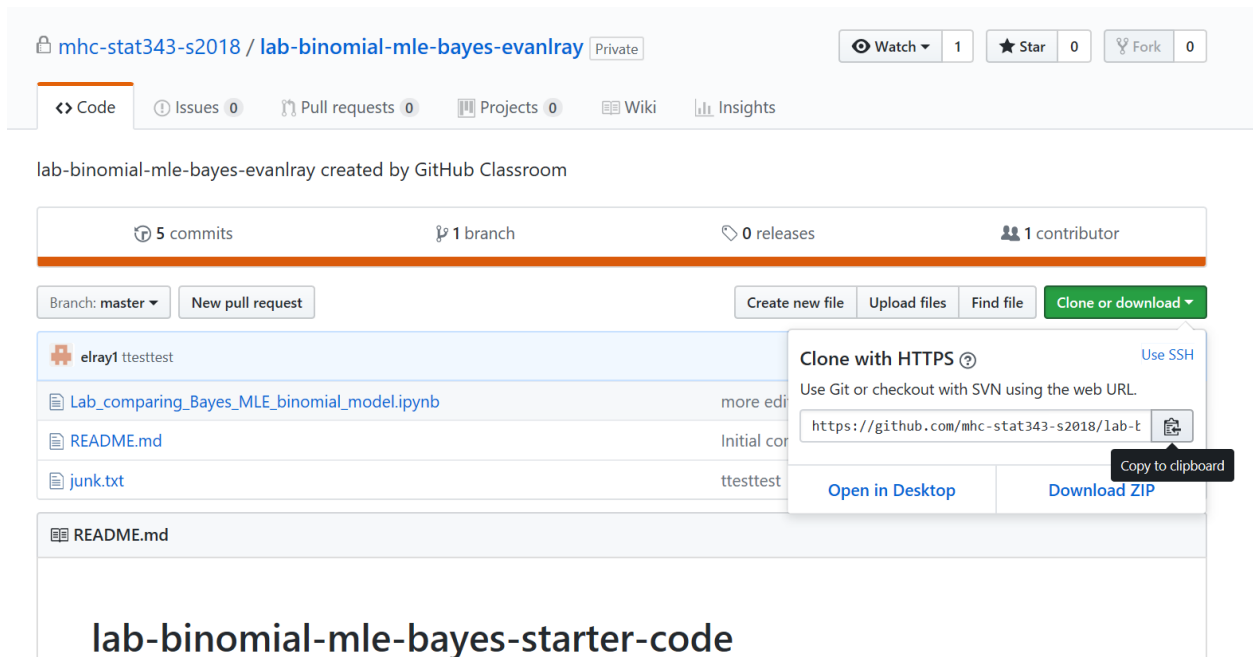 mhc-stat343-s2018 / lab-binomial-mle-bayes-evanlray Private Watch 1 Star 0 Fork 0
Code Issues 0 Pull requests 0 Projects 0 Wiki Insights
lab-binomial-mle-bayes-evanlray created by GitHub Classroom
5 commits 1 branch 0 releases 1 contributor
Branch: master New pull request Create new file Upload files Find file Clone or download
elray1 ttesttest
Clone with HTTPS ? Use SSH
Use Git or checkout with SVN using the web URL.
Lab_comparing_Bayes_MLE_binomial_model.ipynb more edi
https://github.com/mhc-stat343-s2018/lab-b
README.md Initial cor
Copy to clipboard
junk.txt ttesttest
Open in Desktop Download ZIP
README.md
lab-binomial-mle-bayes-starter-code